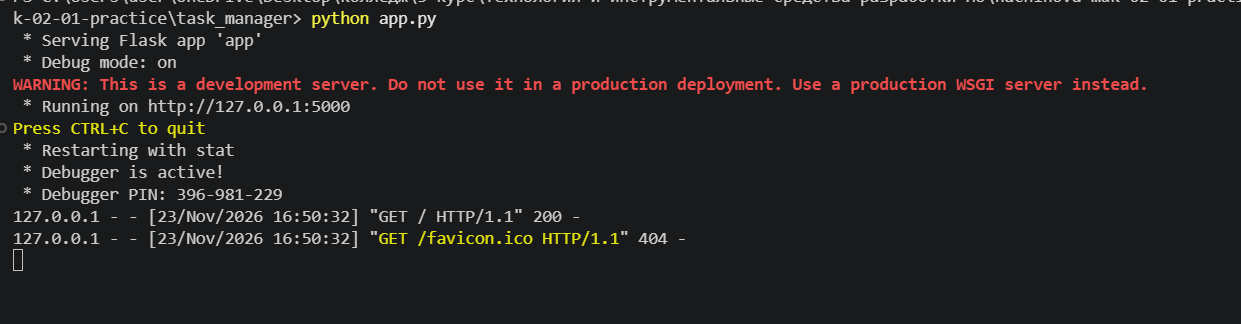 k-02-01-practice\task_manager> python app.py
 * Serving Flask app 'app'
 * Debug mode: on
WARNING: This is a development server. Do not use it in a production deployment. Use a production WSGI server instead.
 * Running on http://127.0.0.1:5000
Press CTRL+C to quit
 * Restarting with stat
 * Debugger is active!
 * Debugger PIN: 396-981-229
127.0.0.1 - - [23/Nov/2026 16:50:32] "GET / HTTP/1.1" 200 -
127.0.0.1 - - [23/Nov/2026 16:50:32] "GET /favicon.ico HTTP/1.1" 404 -